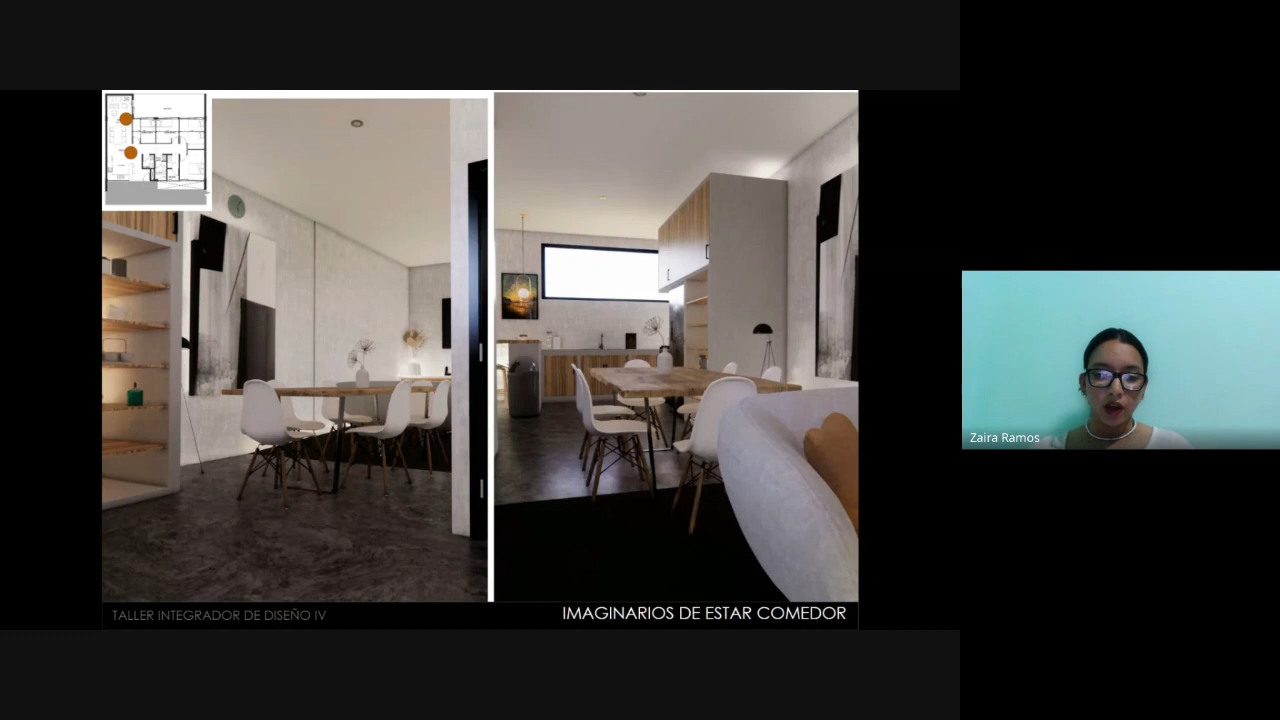 TALLER INTEGRADOR DE DISEÑO IV
IMAGINARIOS DE ESTAR COMEDOR
Zaira Ramos